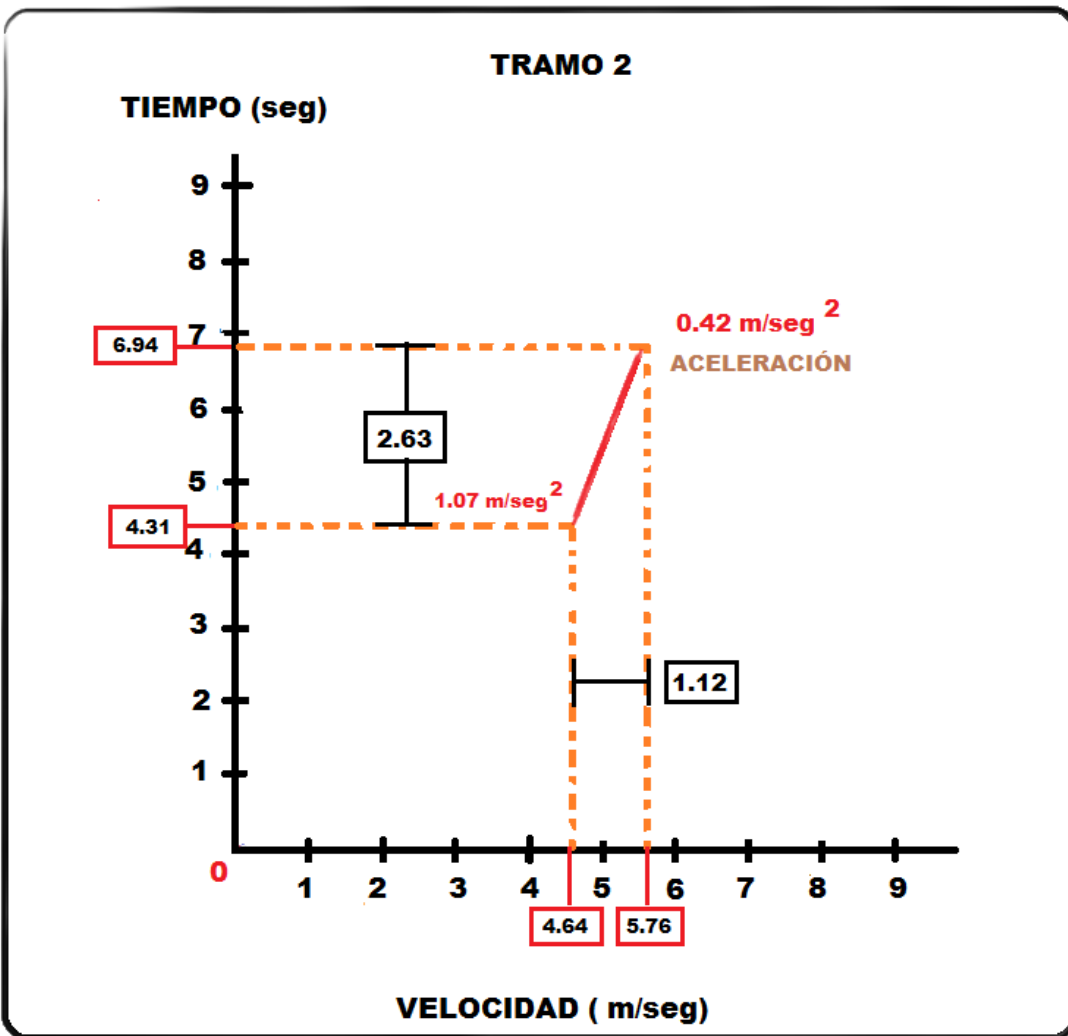 TRAMO 2
TIEMPO (seg)
9
8
7
6.94
6
5
4.31
4
3
2
1
0
2.63
1.07 m/seg 2
0.42 m/seg 2
ACELERACIÓN
1.12
1 2 3 4 5 6 7 8 9
4.64 5.76
VELOCIDAD ( m/seg)